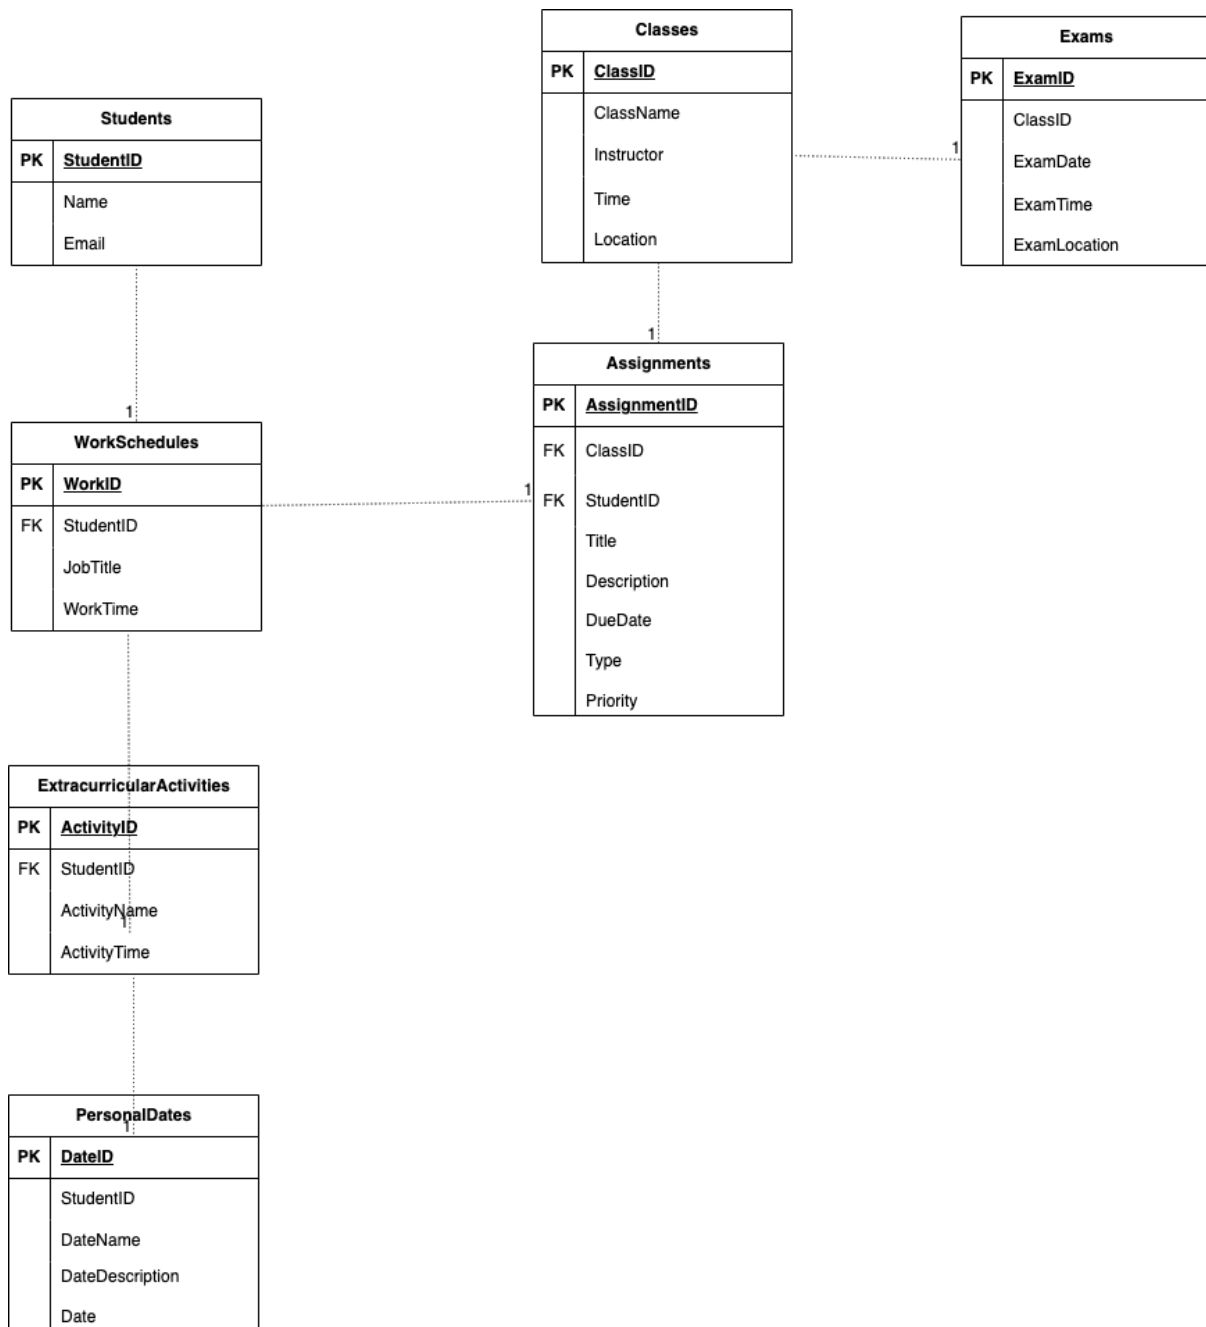 Students
PK StudentID
Name
Email
Classes
PK ClassID
ClassName
Instructor
Time
Location
1
Exams
PK ExamID
ClassID
ExamDate
ExamTime
ExamLocation
1
1
WorkSchedules
PK WorkID
FK StudentID
JobTitle
WorkTime
1
Assignments
PK AssignmentID
FK ClassID
FK StudentID
Title
Description
DueDate
Type
Priority
ExtracurricularActivities
PK ActivityID
FK StudentID
ActivityName
1
ActivityTime
PersonalDates
1
PK DateID
StudentID
DateName
DateDescription
Date